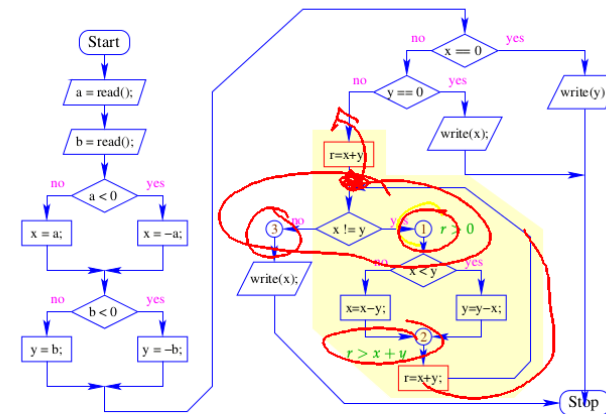 Start
a = read();
b = read();
no
a < 0
yes
x = a;
x = −a;
no
b < 0
yes
y = b;
y = −b;
no
x == 0
yes
no
y == 0
yes
write(y);
write(x);
r=x+y;
3
no
x != y
yes
1
r > 0
write(x);
no
x < y
yes
x=x−y;
y=y−x;
2
r > x + y
r=x+y;
Stop